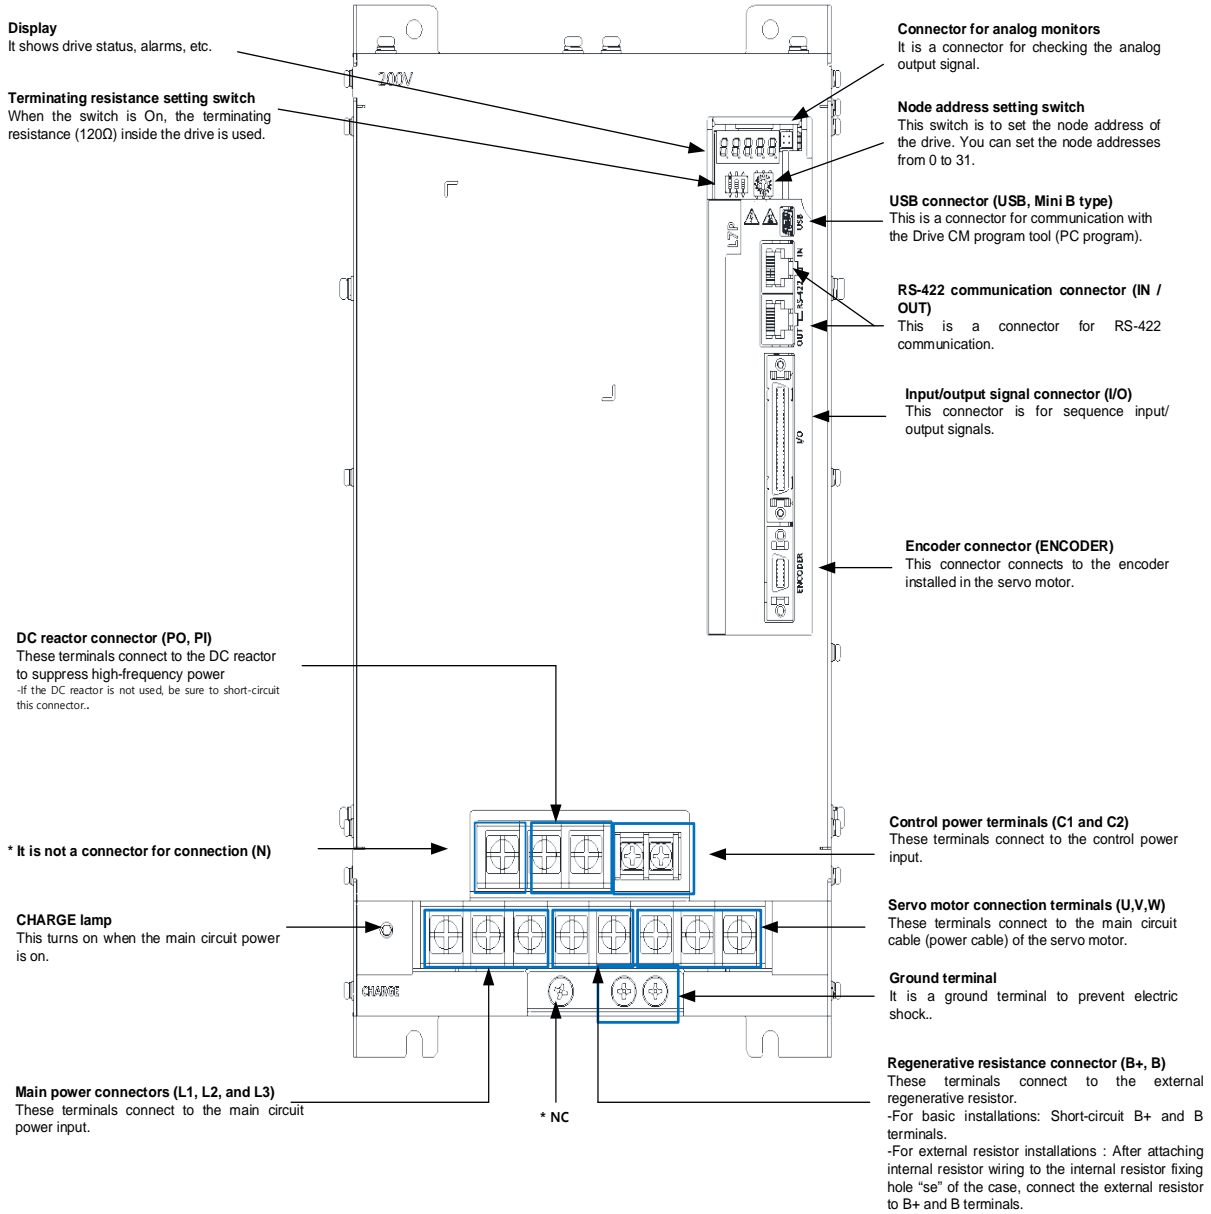 Display
It shows drive status, alarms, etc.
Terminating resistance setting switch
When the switch is On, the terminating
resistance (120Ω) inside the drive is used.
DC reactor connector (PO, PI)
These terminals connect to the DC reactor
to suppress high-frequency power
-If the DC reactor is not used, be sure to short-circuit
this connector..
* It is not a connector for connection (N)
CHARGE lamp
This turns on when the main circuit power
is on.
Main power connectors (L1, L2, and L3)
These terminals connect to the main circuit
power input.
200V
L7P
USB
IN
RS-422
OUT
I/O
ENCODER
CHARGE
* NC
Connector for analog monitors
It is a connector for checking the analog
output signal.
Node address setting switch
This switch is to set the node address of
the drive. You can set the node addresses
from 0 to 31.
USB connector (USB, Mini B type)
This is a connector for communication with
the Drive CM program tool (PC program).
RS-422 communication connector (IN /
OUT)
This is a connector for RS-422
communication.
Input/output signal connector (I/O)
This connector is for sequence input/
output signals.
Encoder connector (ENCODER)
This connector connects to the encoder
installed in the servo motor.
Control power terminals (C1 and C2)
These terminals connect to the control power
input.
Servo motor connection terminals (U,V,W)
These terminals connect to the main circuit
cable (power cable) of the servo motor.
Ground terminal
It is a ground terminal to prevent electric
shock..
Regenerative resistance connector (B+, B)
These terminals connect to the external
regenerative resistor.
-For basic installations: Short-circuit B+ and B
terminals.
-For external resistor installations : After attaching
internal resistor wiring to the internal resistor fixing
hole “se” of the case, connect the external resistor
to B+ and B terminals.